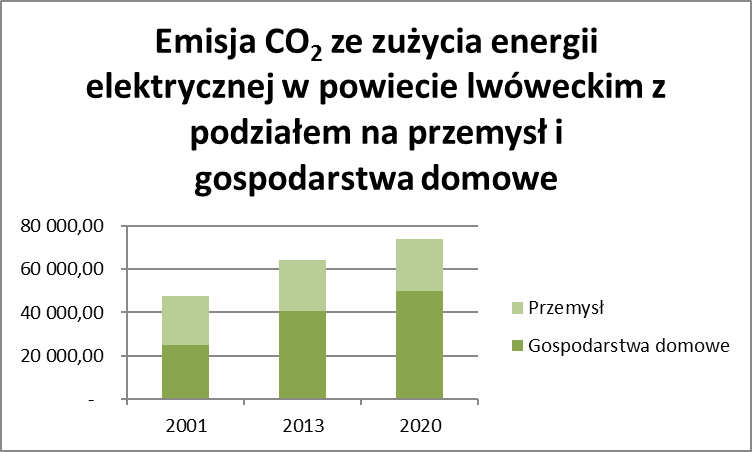 Emisja CO₂ ze zużycia energii
elektrycznej w powiecie lwóweckim z
podziałem na przemysł i
gospodarstwa domowe
80 000,00
60 000,00
40 000,00
20 000,00
-
2001
2013
2020
Przemysł
Gospodarstwa domowe